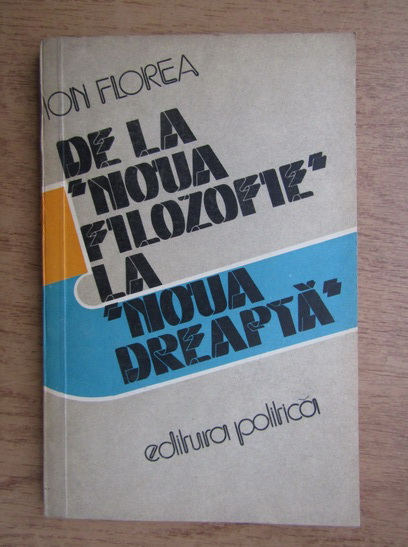 ION FLOREA
DE LA
"NOUA
FILOZOFIE"
LA
"NOUA
DREAPTĂ"
editura politică